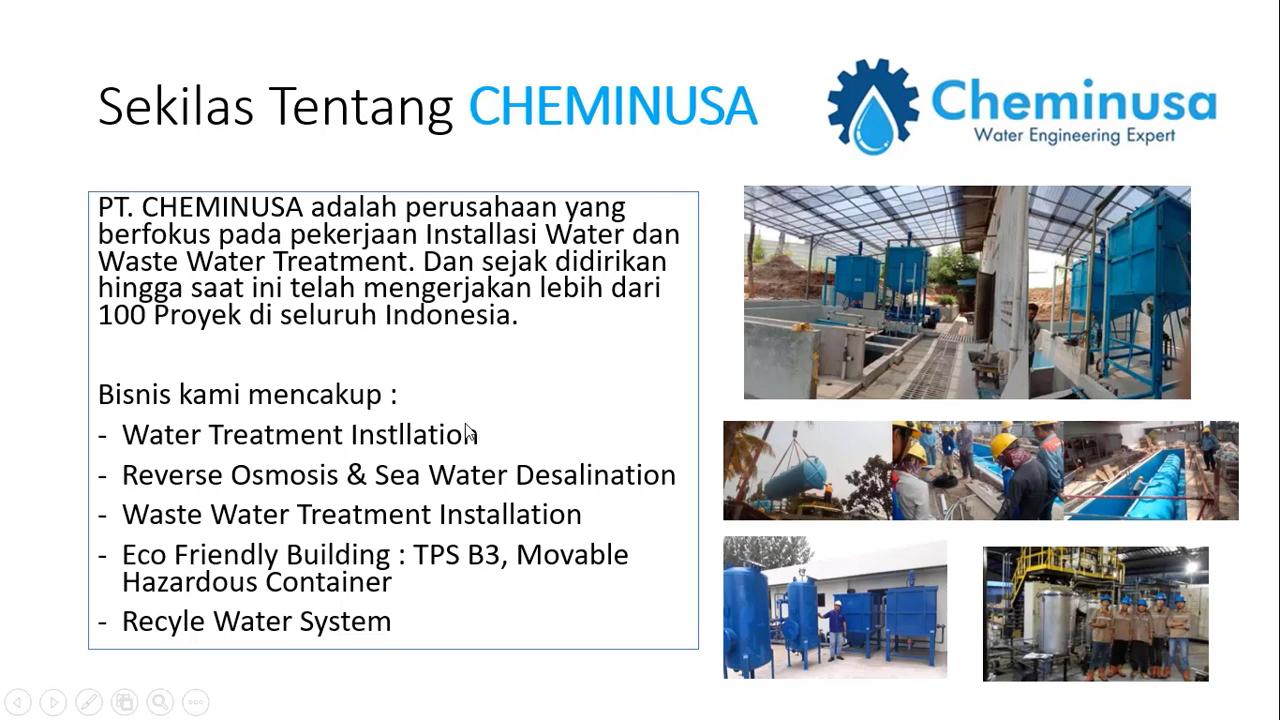 Sekilas Tentang CHEMINUSA
Cheminusa
Water Engineering Expert
PT. CHEMINUSA adalah perusahaan yang
berfokus pada pekerjaan Installasi Water dan
Waste Water Treatment. Dan sejak didirikan
hingga saat ini telah mengerjakan lebih dari
100 Proyek di seluruh Indonesia.
Bisnis kami mencakup :
- Water Treatment Instllation
- Reverse Osmosis & Sea Water Desalination
- Waste Water Treatment Installation
- Eco Friendly Building : TPS B3, Movable
Hazardous Container
- Recyle Water System